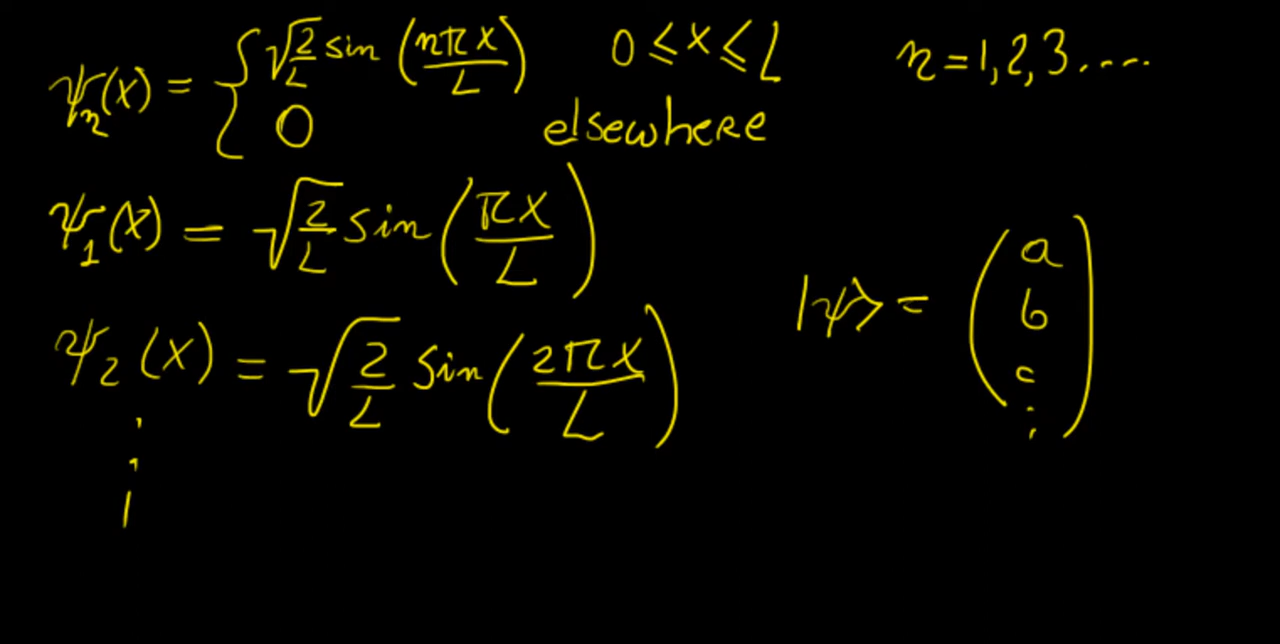 ψₙ(x) = { √(2/L) sin (nπx/L) 0 ≤ x ≤ L n = 1, 2, 3 ....
0 elsewhere
ψ₁(x) = √(2/L) sin (πx/L)
|ψ> = (a b c ⋮)
ψ₂(x) = √(2/L) sin (2πx/L)